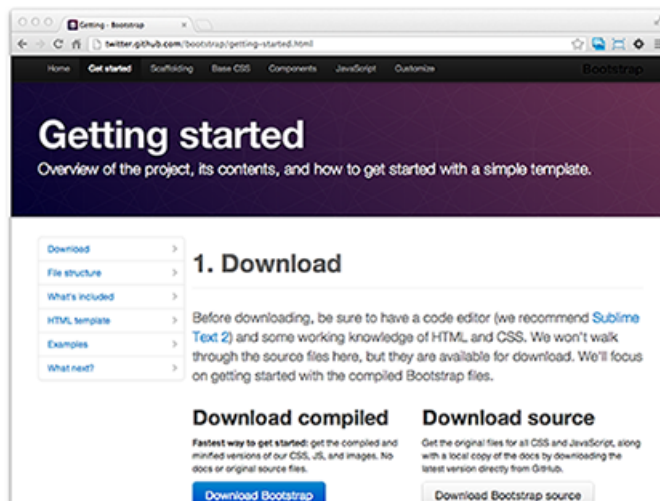 Getting · Bootstrap
twitter.github.com/bootstrap/getting-started.html
Home Get started Scaffolding Base CSS Components JavaScript Customize Bootstrap
Getting started
Overview of the project, its contents, and how to get started with a simple template.
Download
File structure
What's included
HTML template
Examples
What next?
1. Download
Before downloading, be sure to have a code editor (we recommend Sublime
Text 2) and some working knowledge of HTML and CSS. We won't walk
through the source files here, but they are available for download. We'll focus
on getting started with the compiled Bootstrap files.
Download compiled
Fastest way to get started: get the compiled and
minified versions of our CSS, JS, and images. No
docs or original source files.
Download Bootstrap
Download source
Get the original files for all CSS and JavaScript, along
with a local copy of the docs by downloading the
latest version directly from GitHub.
Download Bootstrap source